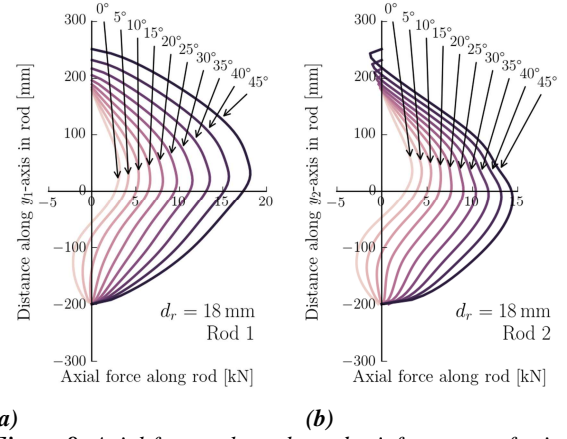 0° 5° 10° 15° 20° 25° 30° 35° 40° 45°
300
200
100
0
−100
−200
−300
−5 0 5 10 15 20
Distance along y₁-axis in rod [mm]
d_r = 18 mm
Rod 1
Axial force along rod [kN]
0° 5° 10° 15° 20° 25° 30° 35° 40° 45°
300
200
100
0
−100
−200
−300
−5 0 5 10 15
Distance along y₂-axis in rod [mm]
d_r = 18 mm
Rod 2
Axial force along rod [kN]
a)
(b)